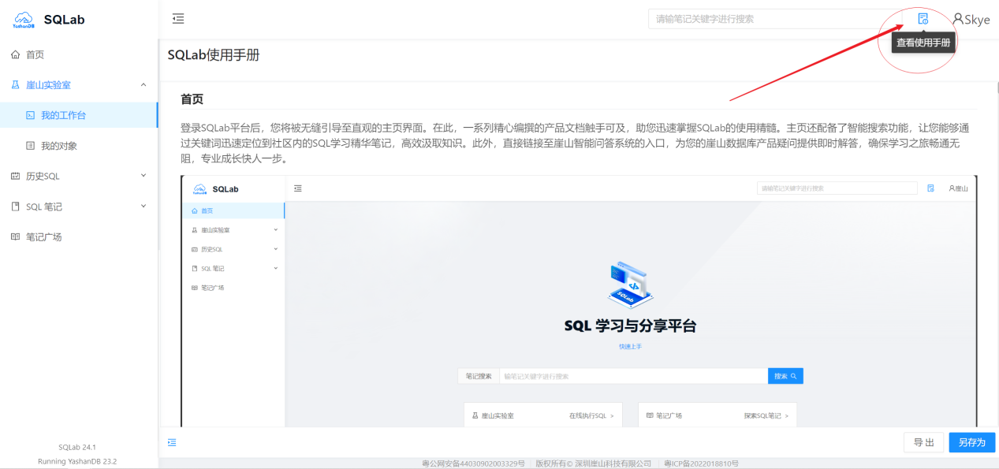 YashanDB
SQLab
请输笔记关键字进行搜索
Skye
查看使用手册
首页
崖山实验室
我的工作台
我的对象
历史SQL
SQL 笔记
笔记广场
SQLab使用手册
首页
登录SQLab平台后，您将被无缝引导至直观的主页界面。在此，一系列精心编撰的产品文档触手可及，助您迅速掌握SQLab的使用精髓。主页还配备了智能搜索功能，让您能够通
过关键词迅速定位到社区内的SQL学习精华笔记，高效汲取知识。此外，直接链接至崖山智能问答系统的入口，为您的崖山数据库产品疑问提供即时解答，确保学习之旅畅通无
阻，专业成长快人一步。
YashanDB
SQLab
请输笔记关键字进行搜索
崖山
首页
崖山实验室
历史SQL
SQL 笔记
笔记广场
SQLab
SQL 学习与分享平台
快速上手
笔记搜索
输笔记关键字进行搜索
搜索
崖山实验室
在线执行SQL >
笔记广场
探索SQL笔记 >
导 出
另存为
SQLab 24.1
Running YashanDB 23.2
粤公网安备44030902003329号
版权所有© 深圳崖山科技有限公司
粤ICP备2022018810号